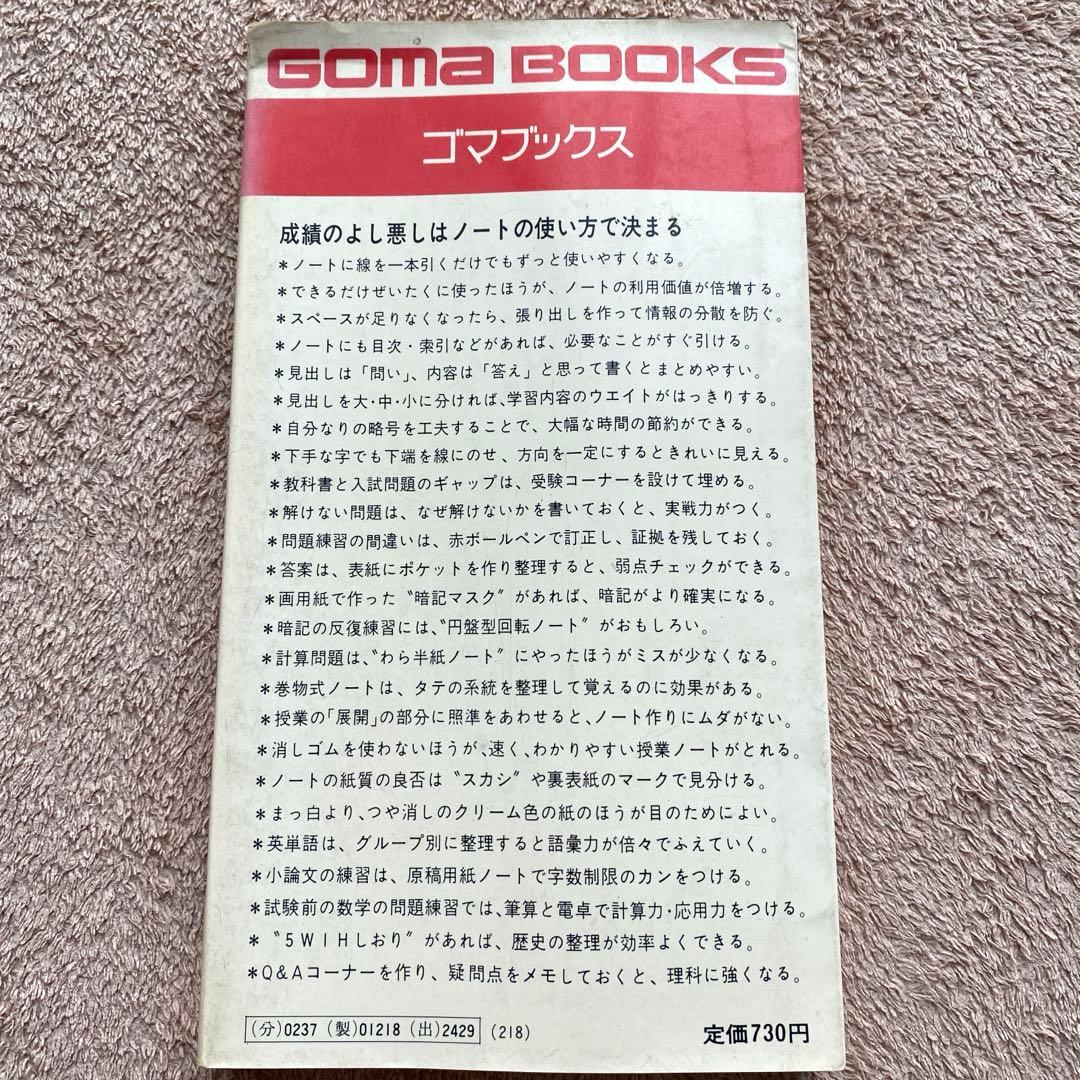 GOMA BOOKS
ゴマブックス
成績のよし悪しはノートの使い方で決まる
＊ノートに線を一本引くだけでもずっと使いやすくなる。
＊できるだけぜいたくに使ったほうが、ノートの利用価値が倍増する。
＊スペースが足りなくなったら、張り出しを作って情報の分散を防ぐ。
＊ノートにも目次・索引などがあれば、必要なことがすぐ引ける。
＊見出しは「問い」、内容は「答え」と思って書くとまとめやすい。
＊見出しを大・中・小に分ければ、学習内容のウエイトがはっきりする。
＊自分なりの略号を工夫することで、大幅な時間の節約ができる。
＊下手な字でも下端を線にのせ、方向を一定にするときれいに見える。
＊教科書と入試問題のギャップは、受験コーナーを設けて埋める。
＊解けない問題は、なぜ解けないかを書いておくと、実戦力がつく。
＊問題練習の間違いは、赤ボールペンで訂正し、証拠を残しておく。
＊答案は、表紙にポケットを作り整理すると、弱点チェックができる。
＊画用紙で作った〝暗記マスク〟があれば、暗記がより確実になる。
＊暗記の反復練習には、〝円盤型回転ノート〟がおもしろい。
＊計算問題は、〝わら半紙ノート〟にやったほうがミスが少なくなる。
＊巻物式ノートは、タテの系統を整理して覚えるのに効果がある。
＊授業の「展開」の部分に照準をあわせると、ノート作りにムダがない。
＊消しゴムを使わないほうが、速く、わかりやすい授業ノートがとれる。
＊ノートの紙質の良否は〝スカシ〟や裏表紙のマークで見分ける。
＊まっ白より、つや消しのクリーム色の紙のほうが目のためによい。
＊英単語は、グループ別に整理すると語彙力が倍々でふえていく。
＊小論文の練習は、原稿用紙ノートで字数制限のカンをつける。
＊試験前の数学の問題練習では、筆算と電卓で計算力・応用力をつける。
＊〝5W1Hしおり〟があれば、歴史の整理が効率よくできる。
＊Q&Aコーナーを作り、疑問点をメモしておくと、理科に強くなる。
(分)0237 (製)01218 (出)2429 (218) 定価730円